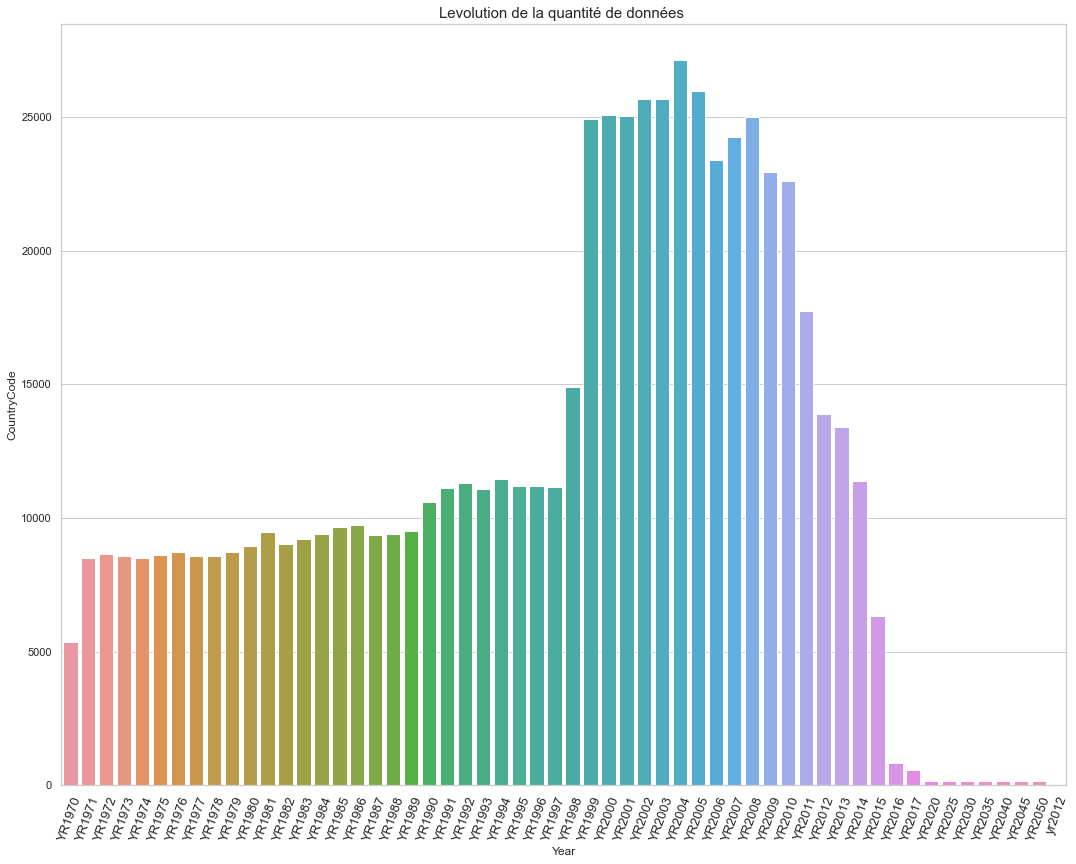 Levolution de la quantité de données
25000
20000
15000
10000
5000
0
CountryCode
YR1970
YR1971
YR1972
YR1973
YR1974
YR1975
YR1976
YR1977
YR1978
YR1979
YR1980
YR1981
YR1982
YR1983
YR1984
YR1985
YR1986
YR1987
YR1988
YR1989
YR1990
YR1991
YR1992
YR1993
YR1994
YR1995
YR1996
YR1997
YR1998
YR1999
YR2000
YR2001
YR2002
YR2003
YR2004
YR2005
YR2006
YR2007
YR2008
YR2009
YR2010
YR2011
YR2012
YR2013
YR2014
YR2015
YR2016
YR2017
YR2020
YR2025
YR2030
YR2035
YR2040
YR2045
YR2050
yr2012
Year